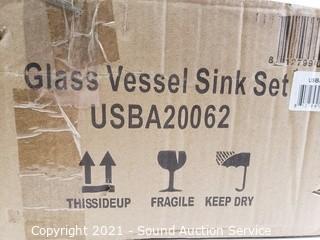 Glass Vessel Sink Set
USBA20062
THISSIDEUP FRAGILE KEEP DRY
Copyright 2021 - Sound Auction Service